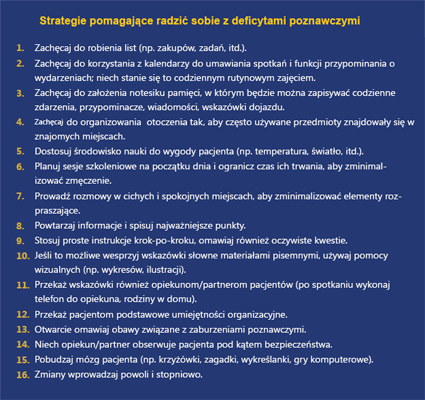 Strategie pomagające radzić sobie z deficytami poznawczymi
1. Zachęcaj do robienia list (np. zakupów, zadań, itd.).
2. Zachęcaj do korzystania z kalendarzy do umawiania spotkań i funkcji przypominania o
wydarzeniach; niech stanie się to codziennym rutynowym zajęciem.
3. Zachęcaj do założenia notesiku pamięci, w którym będzie można zapisywać codzienne
zdarzenia, przypominacze, wiadomości, wskazówki dojazdu.
4. Zachęcaj do organizowania otoczenia tak, aby często używane przedmioty znajdowały się w
znajomych miejscach.
5. Dostosuj środowisko nauki do wygody pacjenta (np. temperatura, światło, itd.).
6. Planuj sesje szkoleniowe na początku dnia i ogranicz czas ich trwania, aby zminimal-
izować zmęczenie.
7. Prowadź rozmowy w cichych i spokojnych miejscach, aby zminimalizować elementy roz-
praszające.
8. Powtarzaj informacje i spisuj najważniejsze punkty.
9. Stosuj proste instrukcje krok-po-kroku, omawiaj również oczywiste kwestie.
10. Jeśli to możliwe wesprzyj wskazówki słowne materiałami pisemnymi, używaj pomocy
wizualnych (np. wykresów, ilustracji).
11. Przekaż wskazówki również opiekunom/partnerom pacjentów (po spotkaniu wykonaj
telefon do opiekuna, rodziny w domu).
12. Przekaż pacjentom podstawowe umiejętności organizacyjne.
13. Otwarcie omawiaj obawy związane z zaburzeniami poznawczymi.
14. Niech opiekun/partner obserwuje pacjenta pod kątem bezpieczeństwa.
15. Pobudzaj mózg pacjenta (np. krzyżówki, zagadki, wykreślanki, gry komputerowe).
16. Zmiany wprowadzaj powoli i stopniowo.